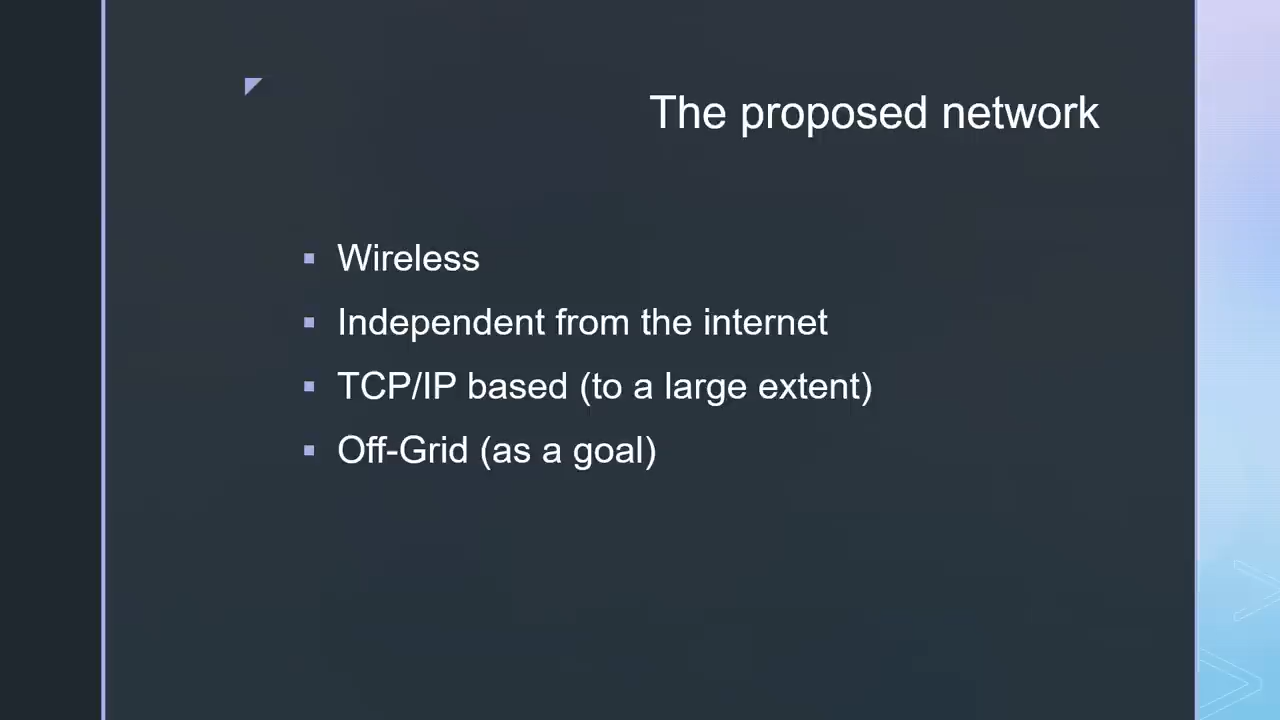 The proposed network
Wireless
Independent from the internet
TCP/IP based (to a large extent)
Off-Grid (as a goal)